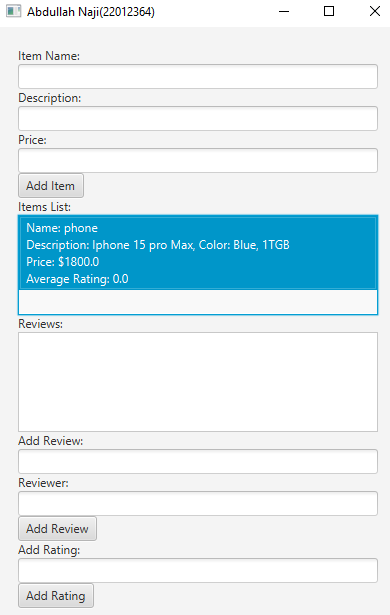 Abdullah Naji(22012364)
Item Name:
Description:
Price:
Add Item
Items List:
Name: phone
Description: Iphone 15 pro Max, Color: Blue, 1TGB
Price: $1800.0
Average Rating: 0.0
Reviews:
Add Review:
Reviewer:
Add Review
Add Rating:
Add Rating